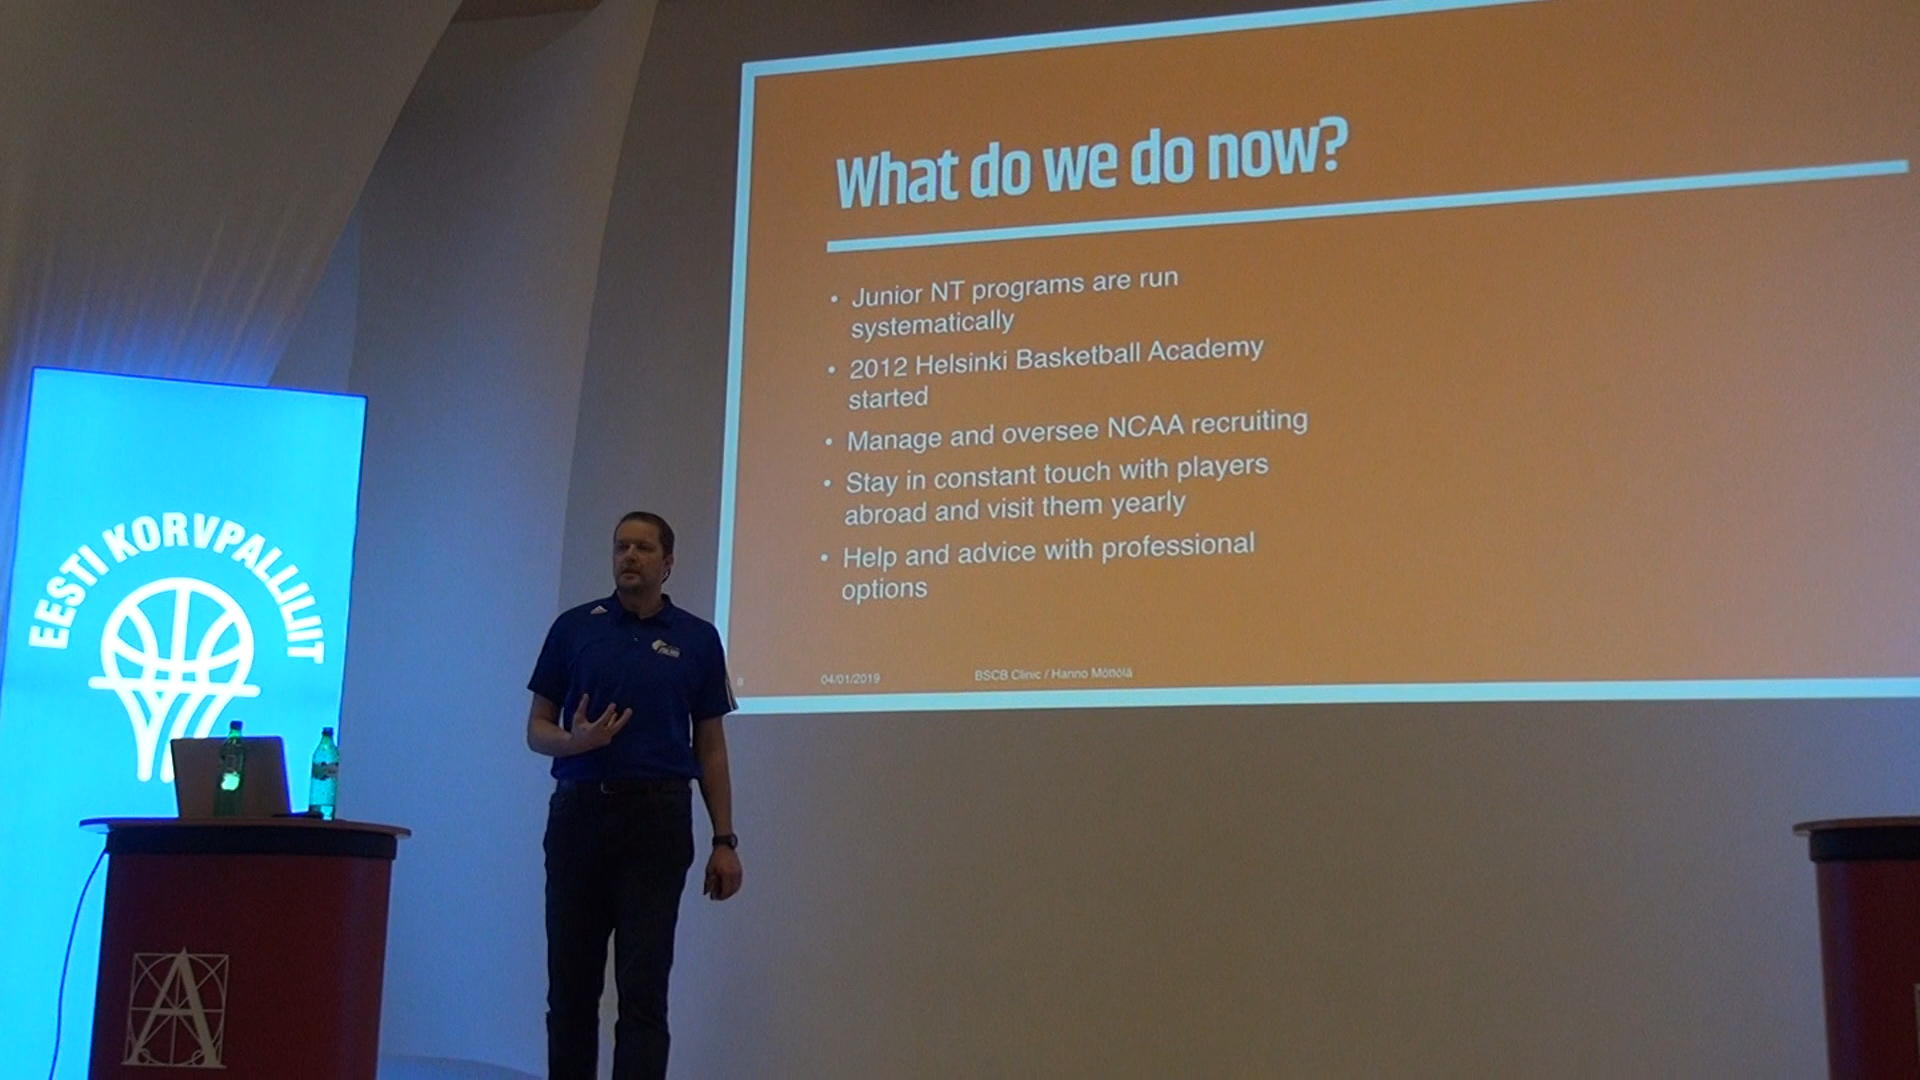 What do we do now?
• Junior NT programs are run
systematically
• 2012 Helsinki Basketball Academy
started
• Manage and oversee NCAA recruiting
• Stay in constant touch with players
abroad and visit them yearly
• Help and advice with professional
options
8
04/01/2019
BSCB Clinic / Hanno Möttölä
EESTI KORVPALLILIIT
A